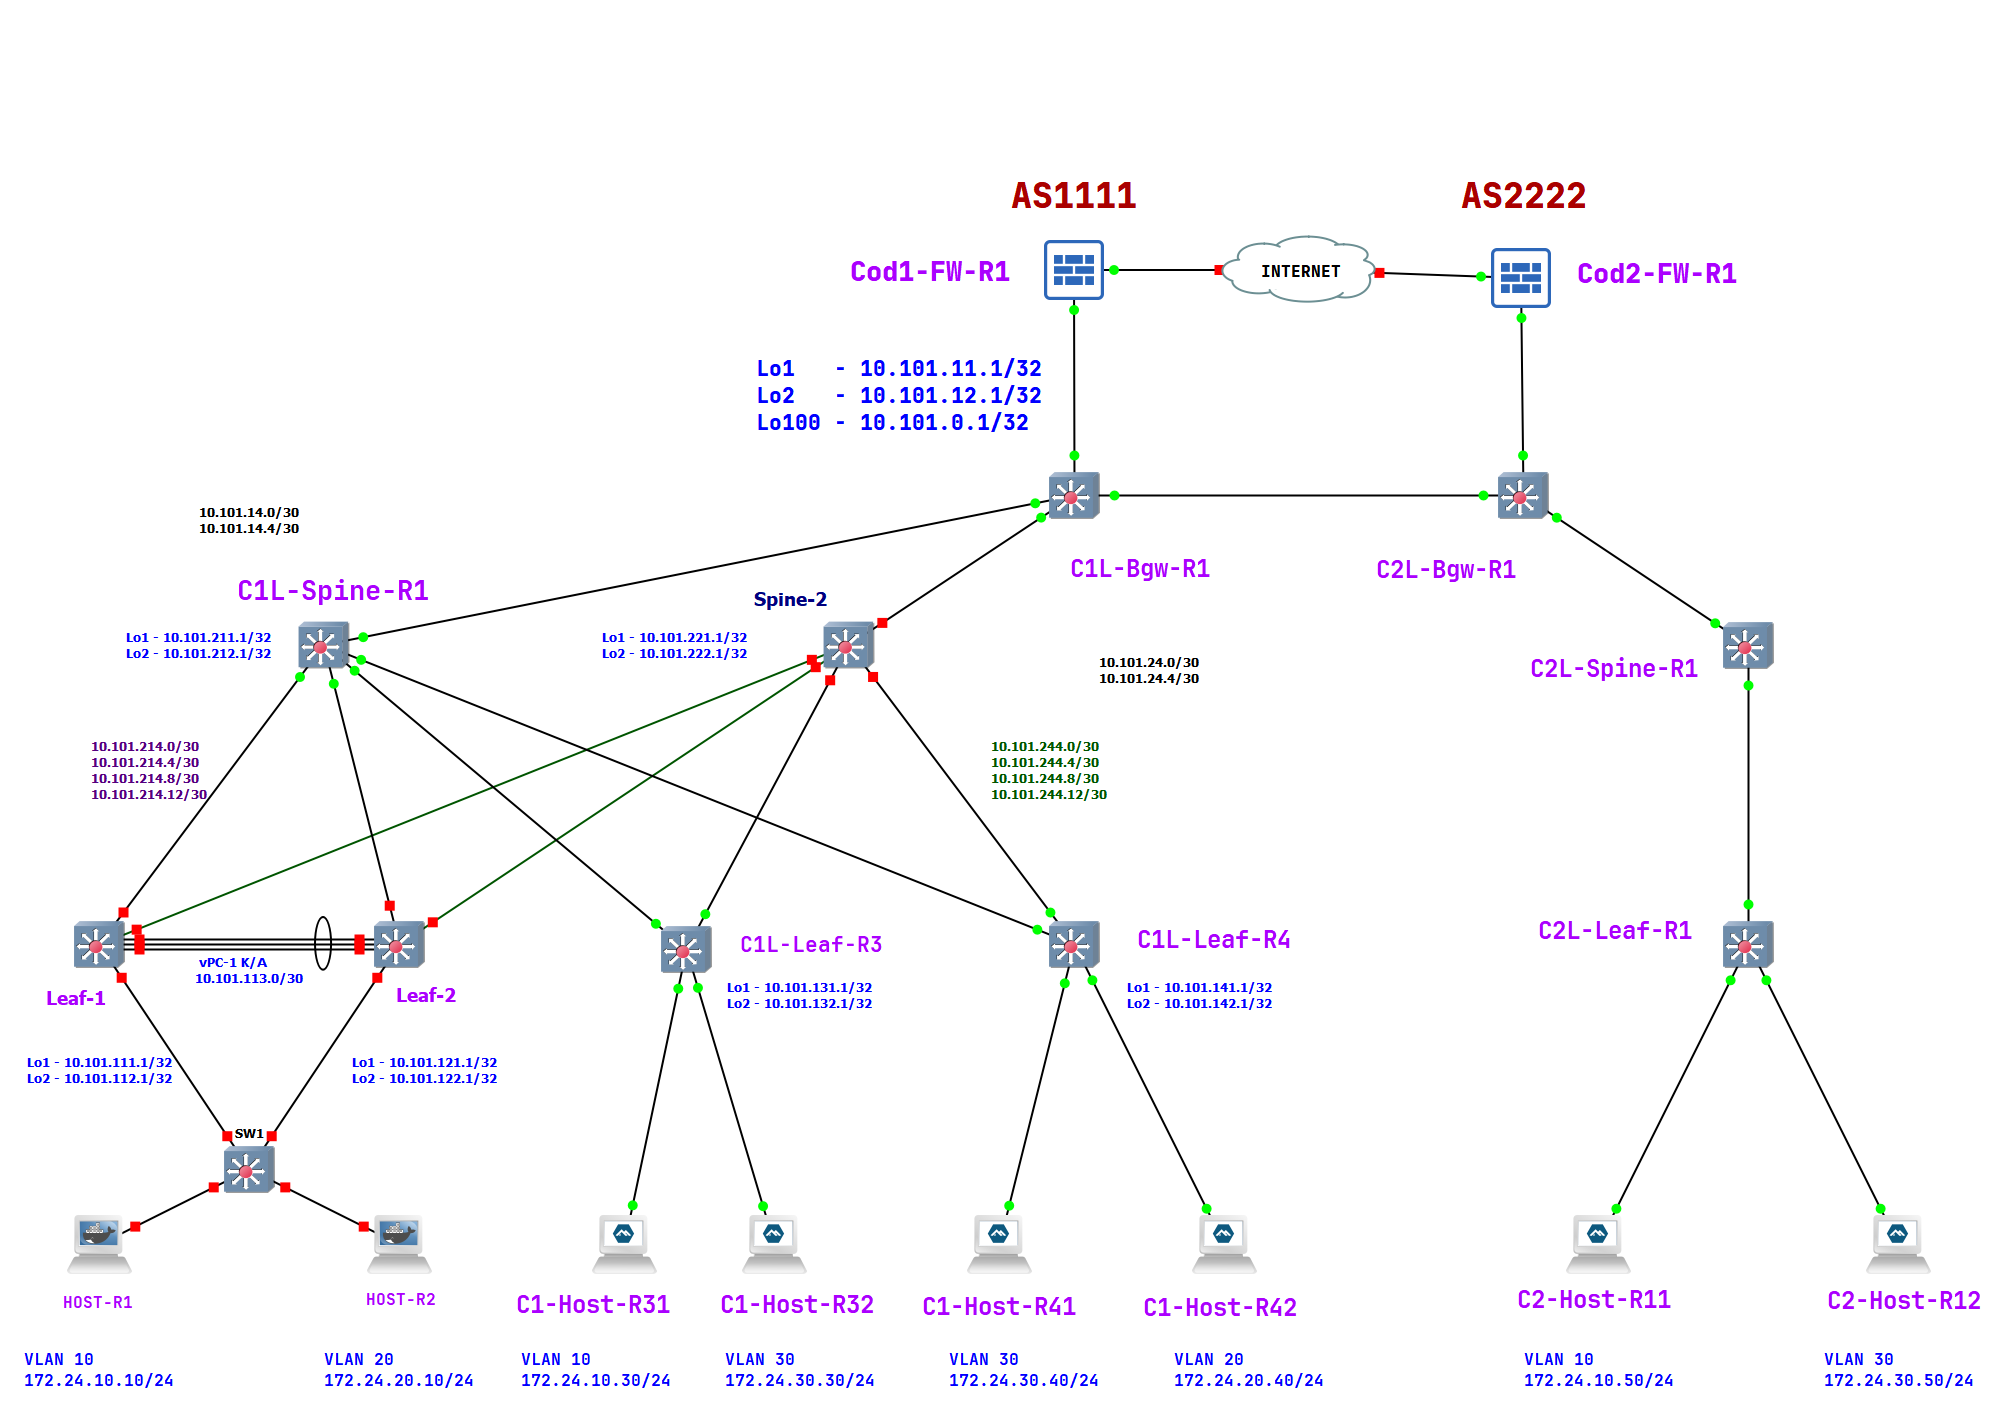 AS1111
AS2222
Cod1-FW-R1
INTERNET
Cod2-FW-R1
Lo1   - 10.101.11.1/32
Lo2   - 10.101.12.1/32
Lo100 - 10.101.0.1/32
10.101.14.0/30
10.101.14.4/30
C1L-Bgw-R1
C2L-Bgw-R1
C1L-Spine-R1
Spine-2
Lo1 - 10.101.211.1/32
Lo2 - 10.101.212.1/32
Lo1 - 10.101.221.1/32
Lo2 - 10.101.222.1/32
10.101.24.0/30
10.101.24.4/30
C2L-Spine-R1
10.101.214.0/30
10.101.214.4/30
10.101.214.8/30
10.101.214.12/30
10.101.244.0/30
10.101.244.4/30
10.101.244.8/30
10.101.244.12/30
vPC-1 K/A
10.101.113.0/30
Leaf-1
Leaf-2
C1L-Leaf-R3
C1L-Leaf-R4
C2L-Leaf-R1
Lo1 - 10.101.131.1/32
Lo2 - 10.101.132.1/32
Lo1 - 10.101.141.1/32
Lo2 - 10.101.142.1/32
Lo1 - 10.101.111.1/32
Lo2 - 10.101.112.1/32
Lo1 - 10.101.121.1/32
Lo2 - 10.101.122.1/32
SW1
HOST-R1
HOST-R2
C1-Host-R31
C1-Host-R32
C1-Host-R41
C1-Host-R42
C2-Host-R11
C2-Host-R12
VLAN 10
172.24.10.10/24
VLAN 20
172.24.20.10/24
VLAN 10
172.24.10.30/24
VLAN 30
172.24.30.30/24
VLAN 30
172.24.30.40/24
VLAN 20
172.24.20.40/24
VLAN 10
172.24.10.50/24
VLAN 30
172.24.30.50/24